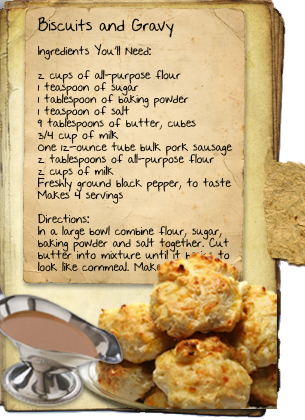 Biscuits and Gravy
Ingredients You'll Need:
2 cups of all-purpose flour
1 teaspoon of sugar
1 tablespoon of baking powder
1 teaspoon of salt
9 tablespoons of butter, cubes
3/4 cup of milk
One 12-ounce tube bulk pork sausage
2 tablespoons of all-purpose flour
2 cups of milk
Freshly ground black pepper, to taste
Makes 4 servings
Directions:
In a large bowl combine flour, sugar,
baking powder and salt together. Cut
butter into mixture until it to
look like cornmeal.